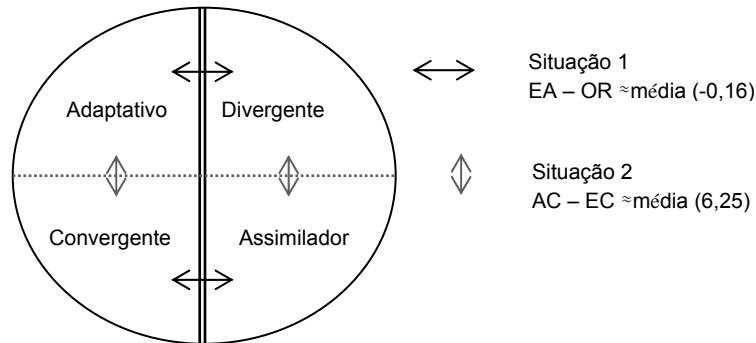 Adaptativo
Divergente
Convergente
Assimilador
Situação 1
EA – OR ≈média (-0,16)
Situação 2
AC – EC ≈média (6,25)